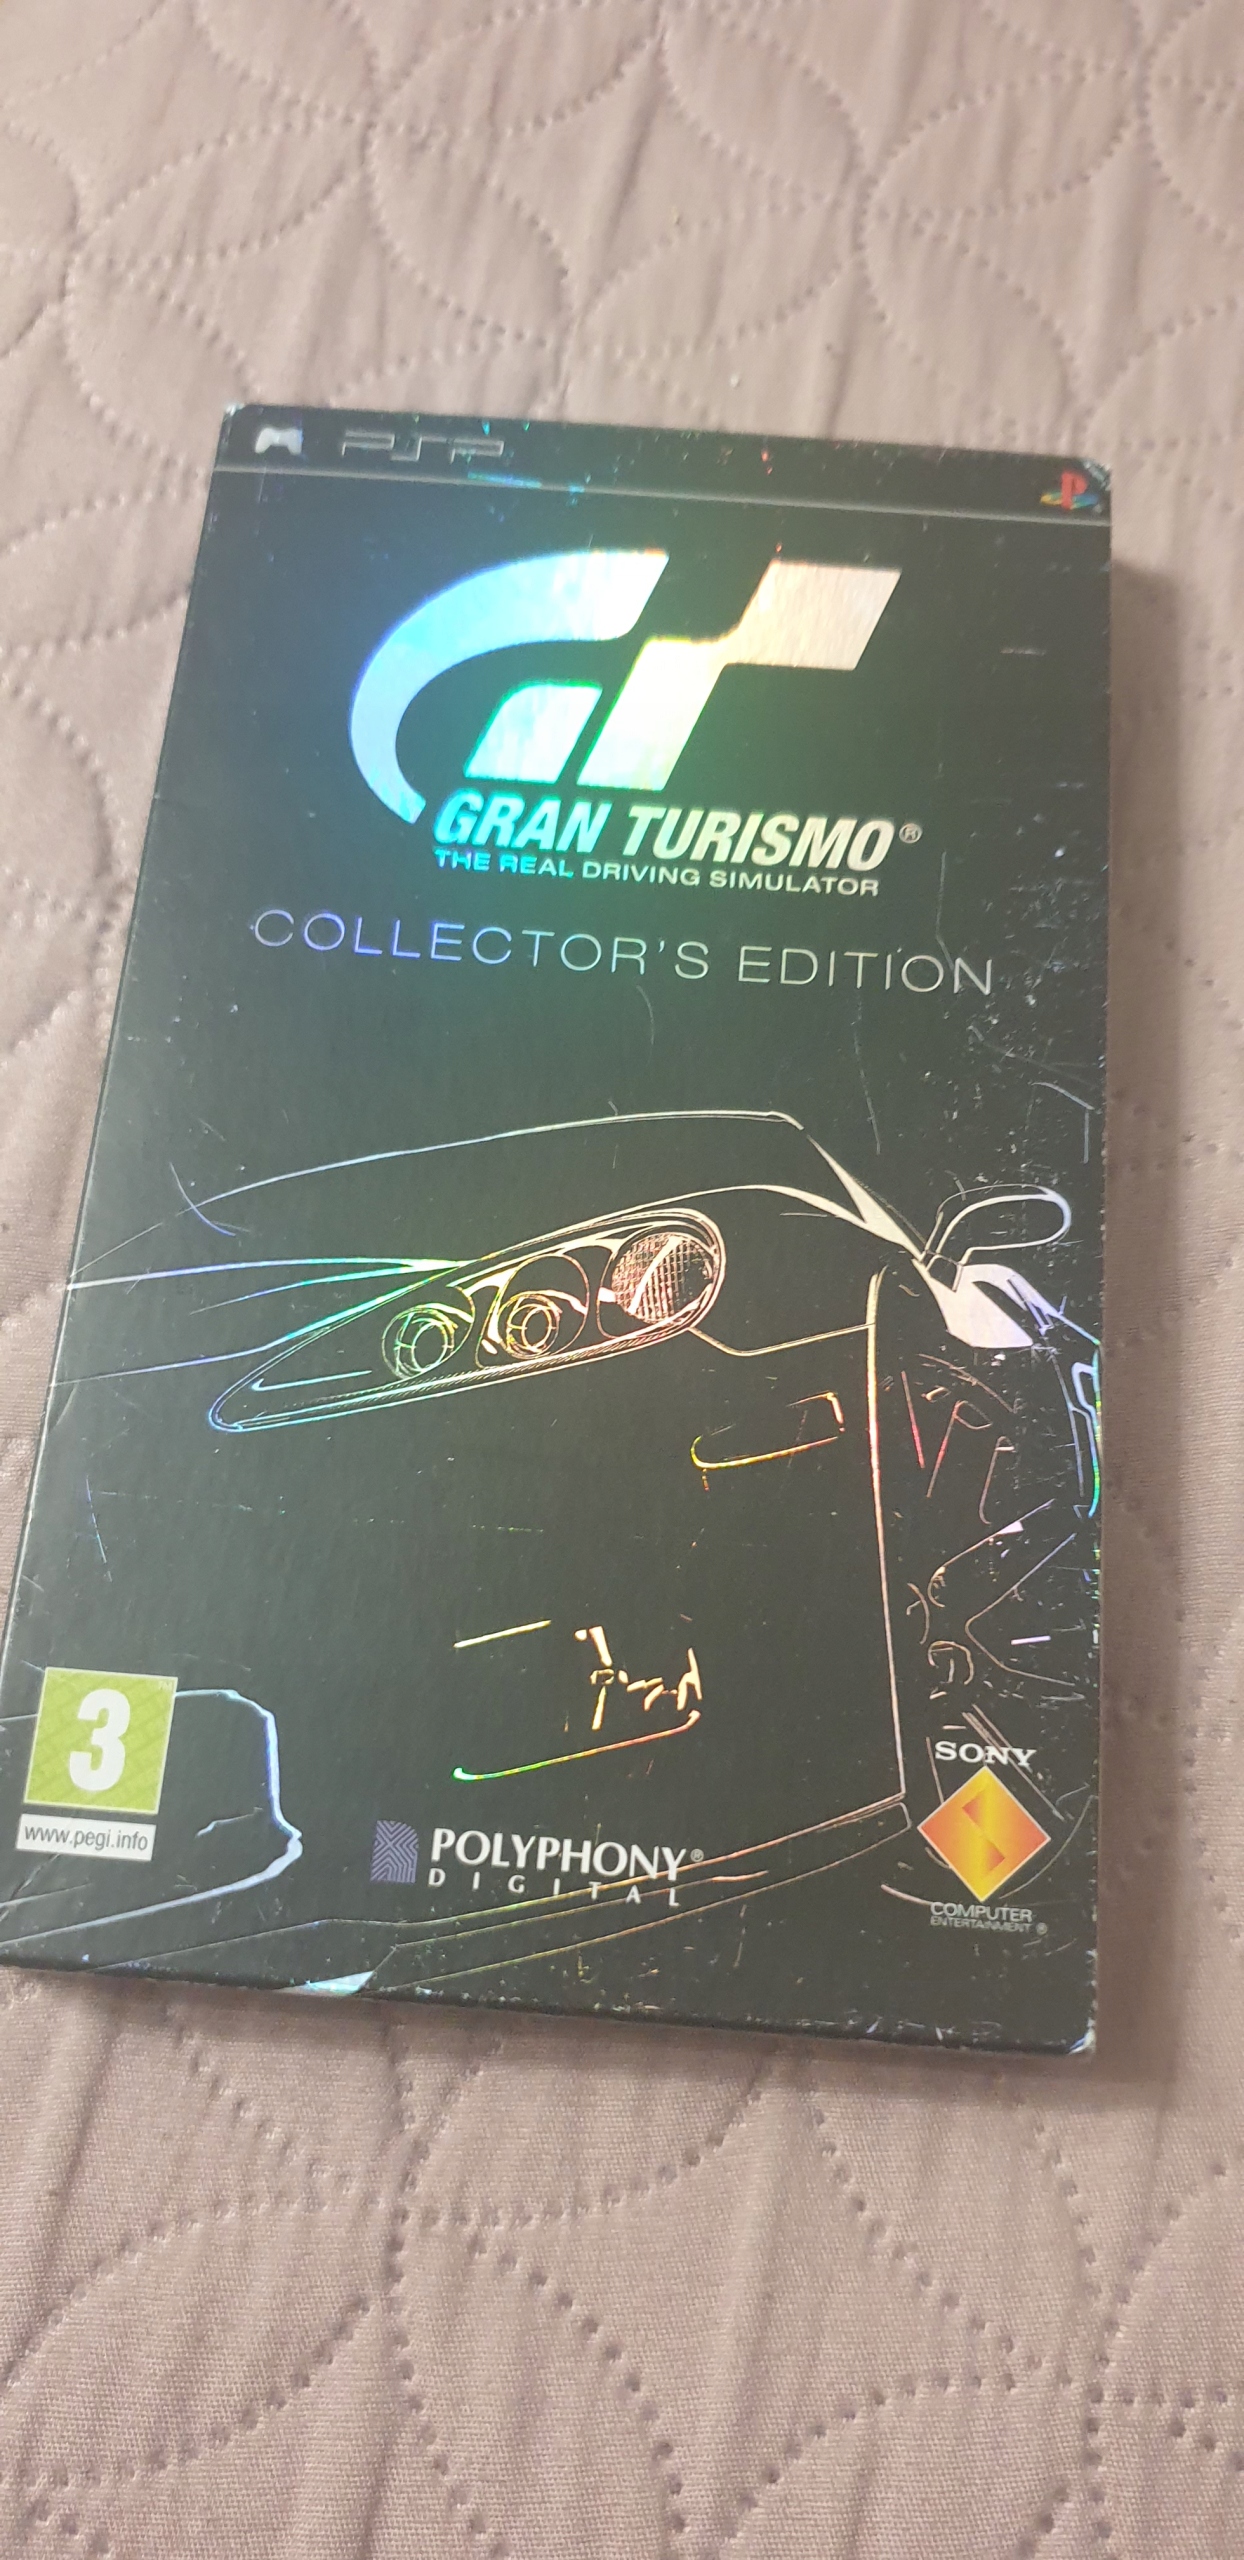 PSP
GRAN TURISMO®
THE REAL DRIVING SIMULATOR
COLLECTOR'S EDITION
3
www.pegi.info
POLYPHONY®
DIGITAL
SONY
COMPUTER
ENTERTAINMENT®